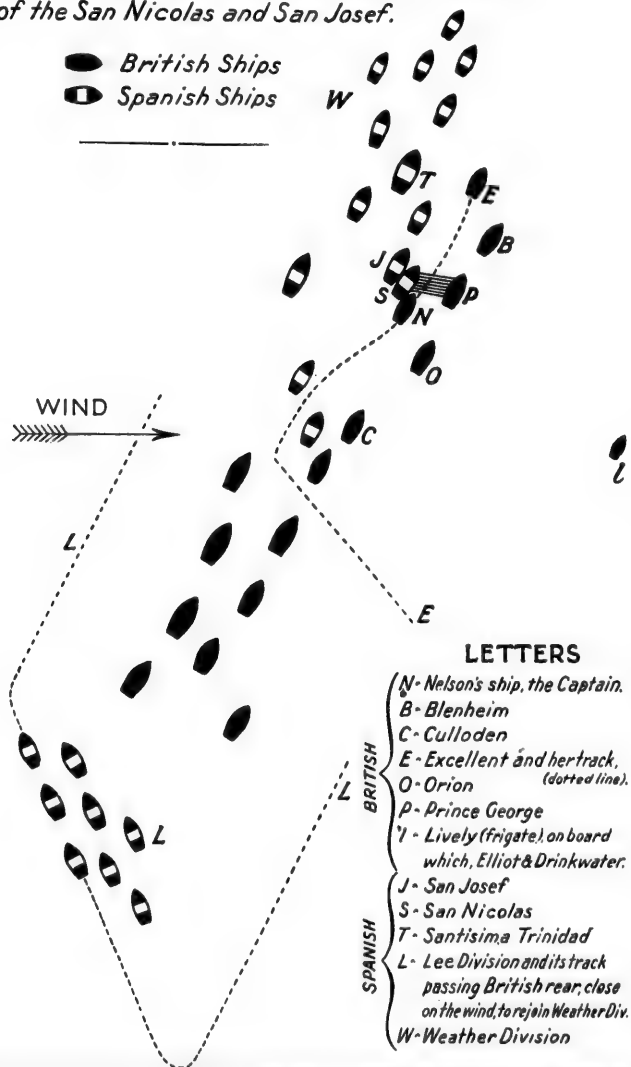 of the San Nicolas and San Josef.
British Ships
Spanish Ships
W
T
E
B
J
S
P
N
O
WIND
C
l
L
E
LETTERS
BRITISH
N - Nelson's ship, the Captain.
B - Blenheim
C - Culloden
E - Excellent and her track,
(dotted line).
O - Orion
P - Prince George
l - Lively (frigate), on board
which, Elliot & Drinkwater.
L
L
SPANISH
J - San Josef
S - San Nicolas
T - Santisima Trinidad
L - Lee Division and its track
passing British rear, close
on the wind, to rejoin Weather Div.
W - Weather Division